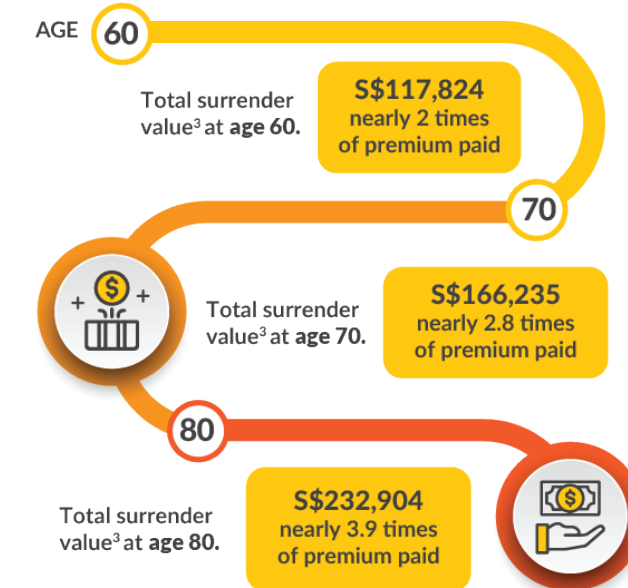 AGE 60
Total surrender
value³ at age 60.
S$117,824
nearly 2 times
of premium paid
70
Total surrender
value³ at age 70.
S$166,235
nearly 2.8 times
of premium paid
80
Total surrender
value³ at age 80.
S$232,904
nearly 3.9 times
of premium paid